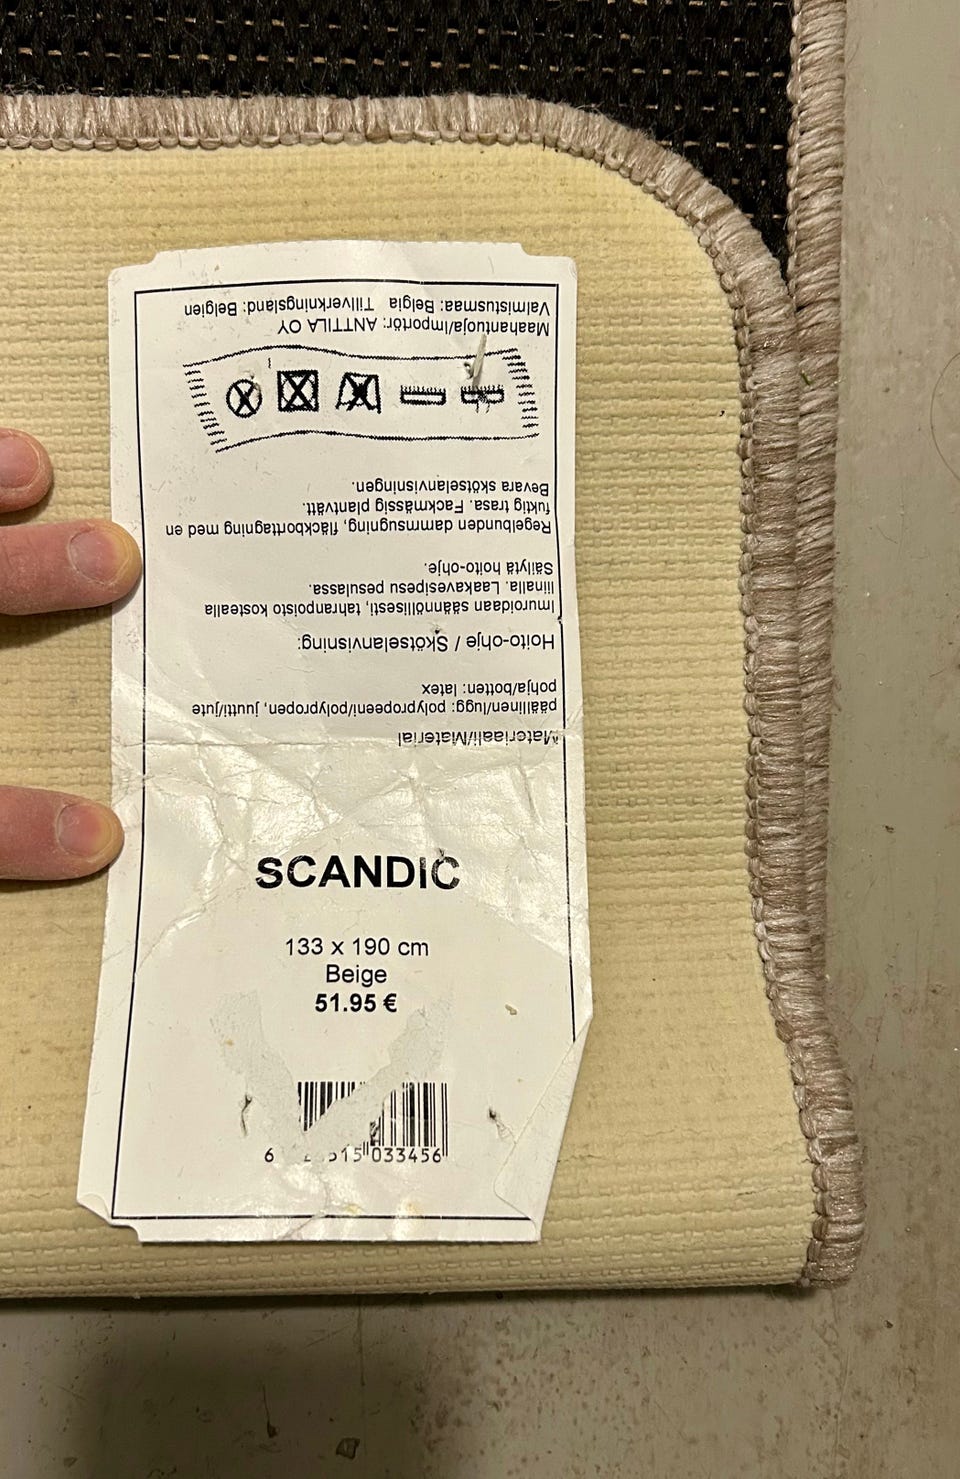 SCANDIC
133 x 190 cm
Beige
51.95 €
515 033456
Materiaali/Material
päällinen/lugg: polypropeeni/polypropen, juutti/jute
pohja/botten: latex
Hoito-ohje / Skötselanvisning:
Imuroidaan säännöllisesti, tahranpoisto kostealla
liinalla. Laakavesipesu pesulassa.
Säilytä hoito-ohje.
Regelbunden dammsugning, fläckborttagning med en
fuktig trasa. Fackmässig plantvätt.
Bevara skötselanvisningen.
Maahantuoja/Importör: ANTTILA OY
Valmistusmaa: Belgia Tillverkningsland: Belgien